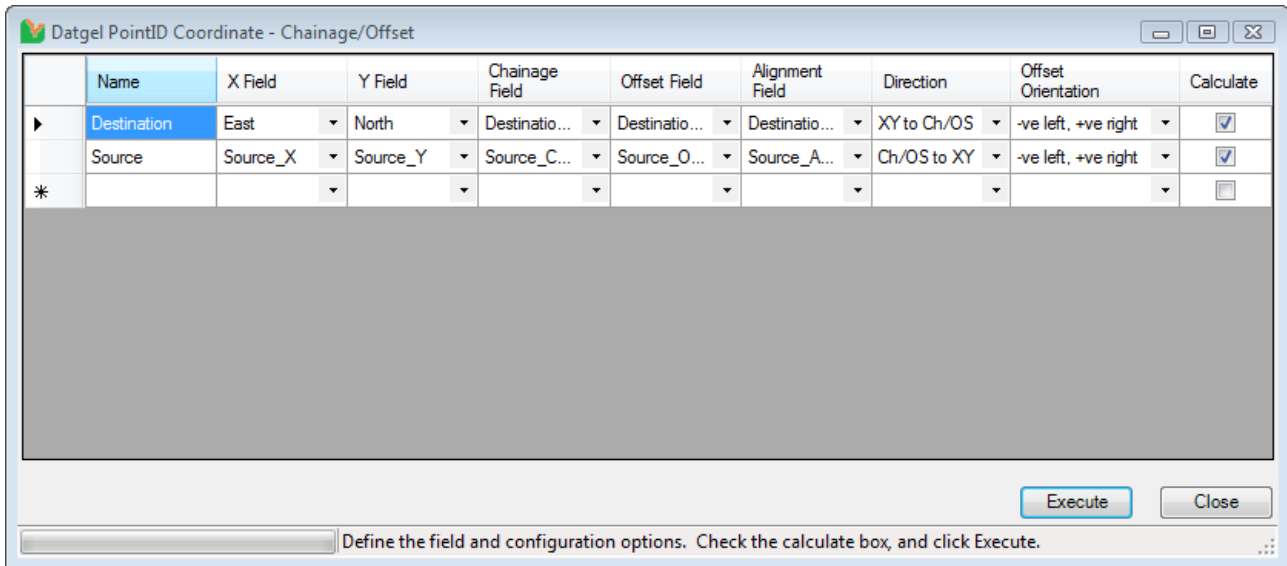 Datgel PointID Coordinate - Chainage/Offset
Name X Field Y Field Chainage Field Offset Field Alignment Field Direction Offset Orientation Calculate
Destination East North Destinatio... Destinatio... Destinatio... XY to Ch/OS -ve left, +ve right
Source Source_X Source_Y Source_C... Source_O... Source_A... Ch/OS to XY -ve left, +ve right
Execute Close
Define the field and configuration options. Check the calculate box, and click Execute.